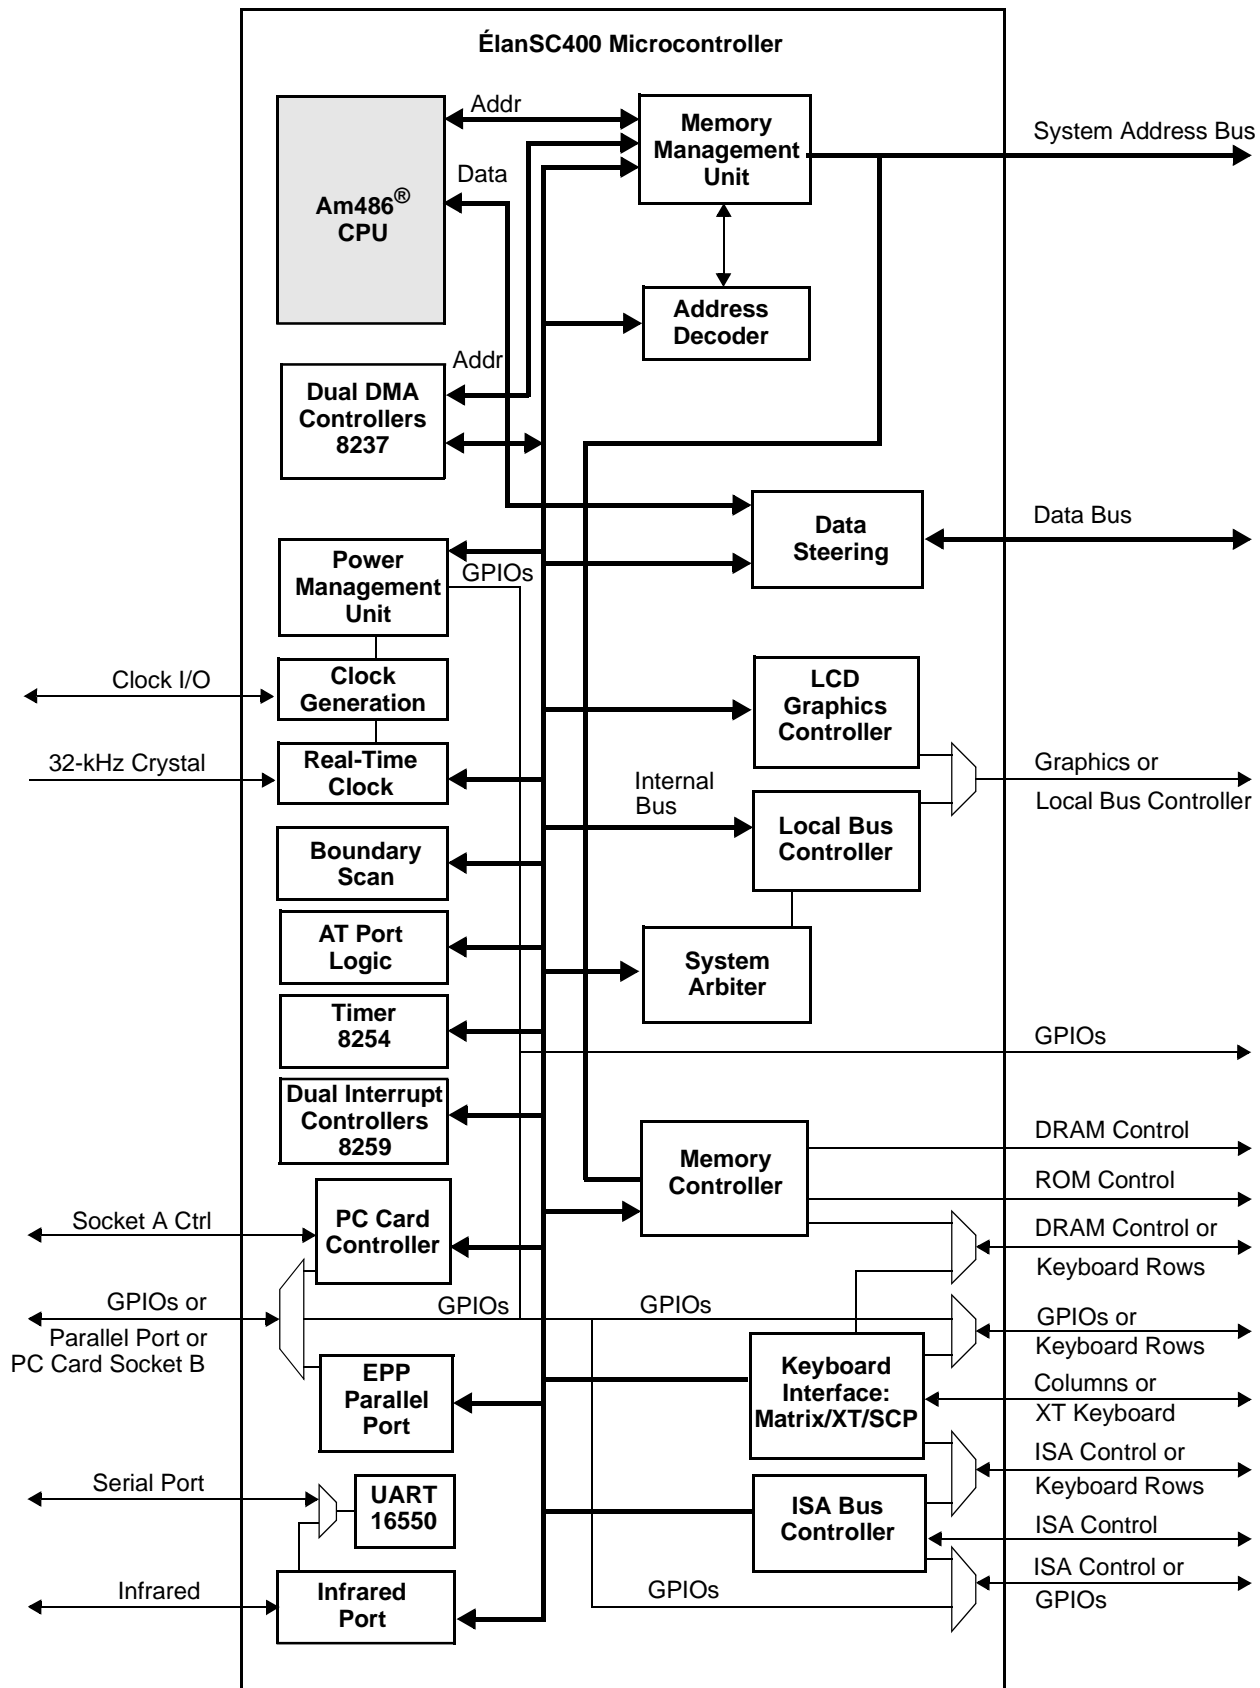 ÉlanSC400 Microcontroller
Addr
Memory
Management
Unit
System Address Bus
Data
Am486®
CPU
Address
Decoder
Addr
Dual DMA
Controllers
8237
Data
Steering
Data Bus
Power
Management
Unit
GPIOs
Clock I/O
Clock
Generation
LCD
Graphics
Controller
32-kHz Crystal
Real-Time
Clock
Internal
Bus
Graphics or
Local Bus Controller
Local Bus
Controller
Boundary
Scan
AT Port
Logic
System
Arbiter
Timer
8254
GPIOs
Dual Interrupt
Controllers
8259
Memory
Controller
DRAM Control
ROM Control
Socket A Ctrl
PC Card
Controller
DRAM Control or
Keyboard Rows
GPIOs or
Parallel Port or
PC Card Socket B
GPIOs
GPIOs
GPIOs or
Keyboard Rows
EPP
Parallel
Port
Keyboard
Interface:
Matrix/XT/SCP
Columns or
XT Keyboard
Serial Port
UART
16550
ISA Control or
Keyboard Rows
ISA Bus
Controller
ISA Control
Infrared
Infrared
Port
GPIOs
ISA Control or
GPIOs